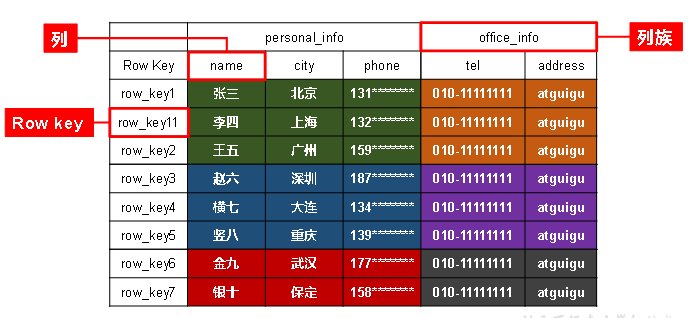 列
personal_info office_info
列族
Row Key name city phone tel address
row_key1 张三 北京 131******** 010-11111111 atguigu
Row key
row_key11 李四 上海 132******** 010-11111111 atguigu
row_key2 王五 广州 159******** 010-11111111 atguigu
row_key3 赵六 深圳 187******** 010-11111111 atguigu
row_key4 横七 大连 134******** 010-11111111 atguigu
row_key5 竖八 重庆 139******** 010-11111111 atguigu
row_key6 金九 武汉 177******** 010-11111111 atguigu
row_key7 银十 保定 158******** 010-11111111 atguigu